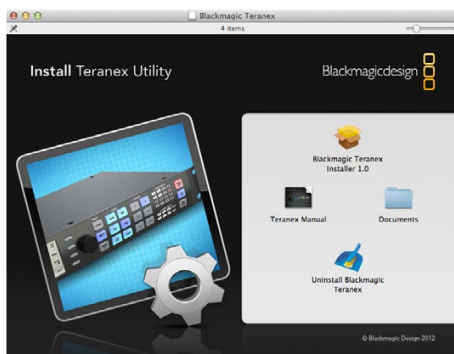 Blackmagic Teranex
4 items
Install Teranex Utility
Blackmagicdesign
Blackmagic Teranex
Installer 1.0
Teranex Manual
Documents
Uninstall Blackmagic
Teranex
© Blackmagic Design 2012